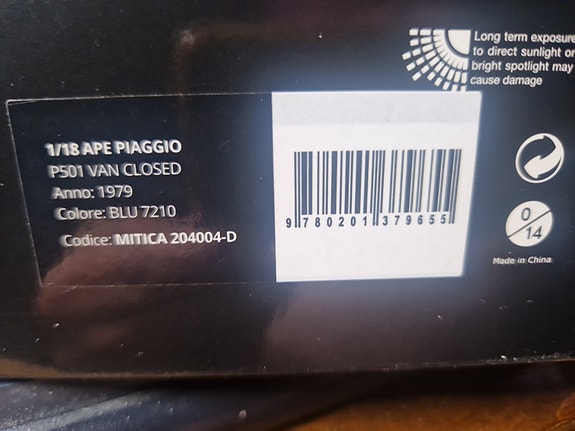 Long term exposure
to direct sunlight or
bright spotlight may
cause damage
1/18 APE PIAGGIO
P501 VAN CLOSED
Anno: 1979
Colore: BLU 7210
Codice: MITICA 204004-D
9 780201 379655
0
14
Made in China